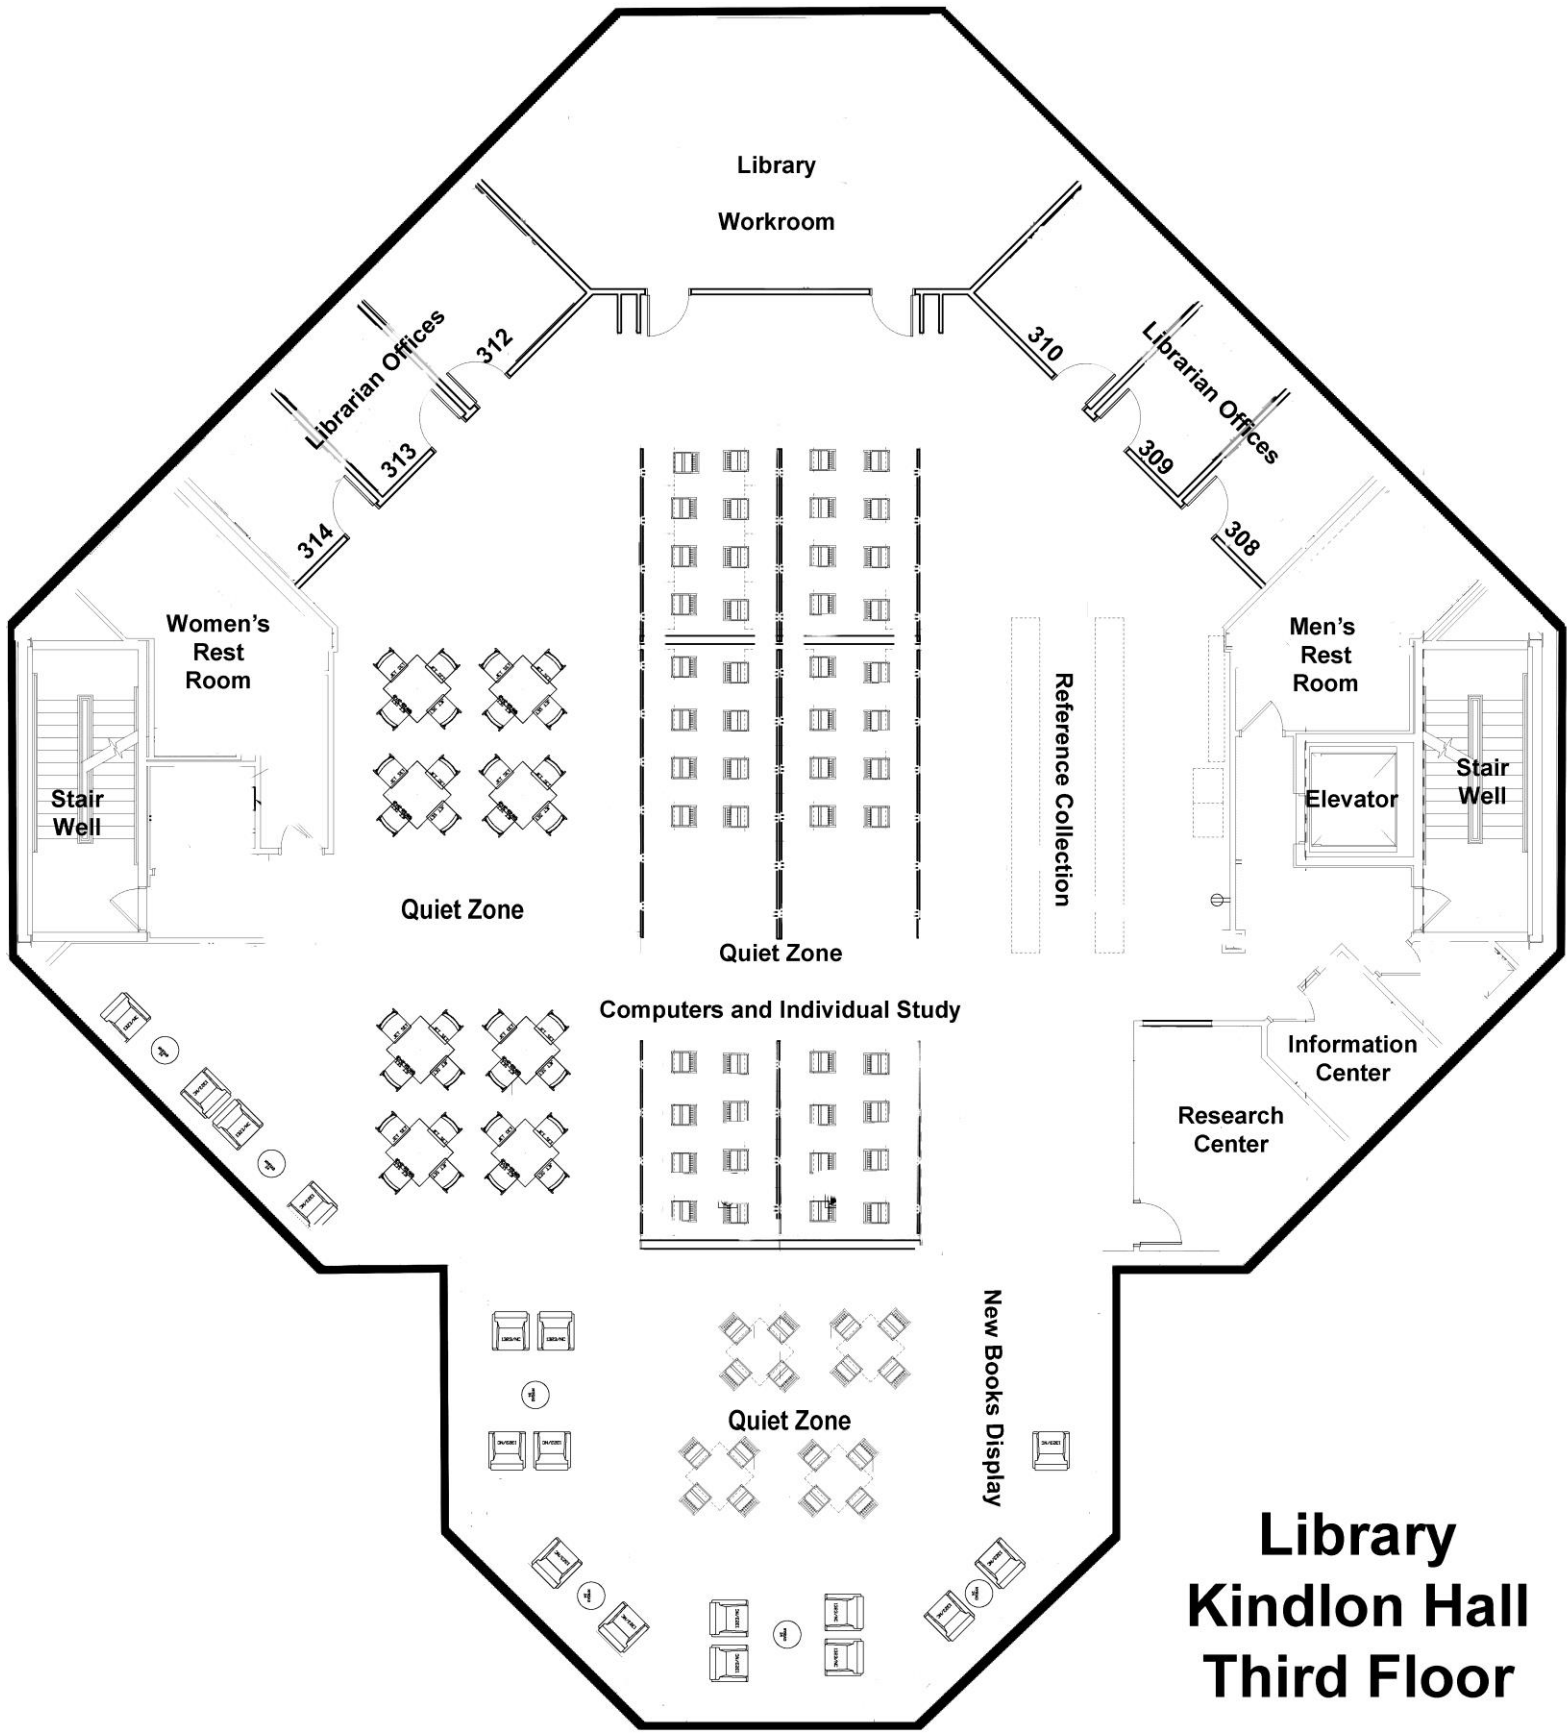 Library
Workroom
Librarian Offices
312
313
314
310
309
308
Librarian Offices
Women's
Rest
Room
Men's
Rest
Room
Stair
Well
Elevator
Stair
Well
Reference Collection
Quiet Zone
Quiet Zone
Computers and Individual Study
Information
Center
Research
Center
New Books Display
Quiet Zone
Library
Kindlon Hall
Third Floor